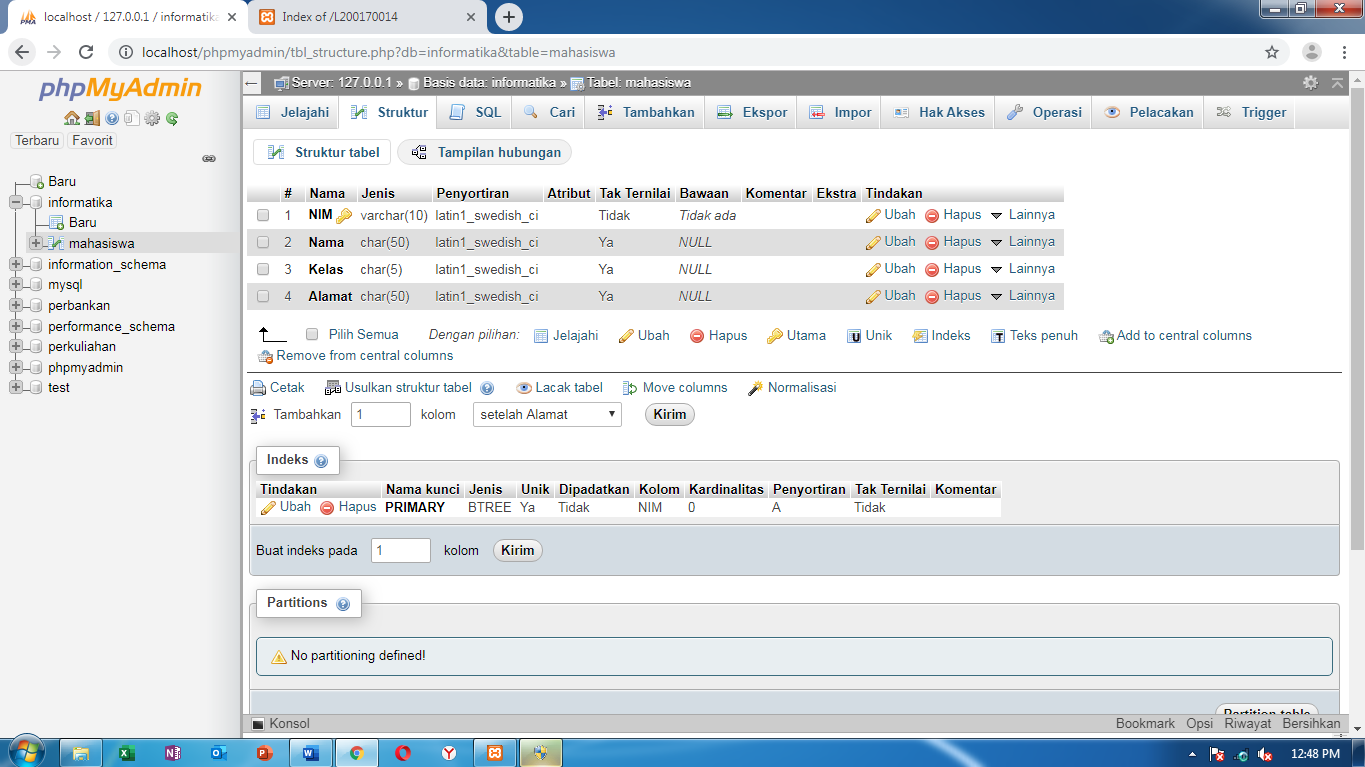 localhost / 127.0.0.1 / informatika
Index of /L200170014
localhost/phpmyadmin/tbl_structure.php?db=informatika&table=mahasiswa
phpMyAdmin
Terbaru Favorit
Baru
informatika
Baru
mahasiswa
information_schema
mysql
perbankan
performance_schema
perkuliahan
phpmyadmin
test
Server: 127.0.0.1 » Basis data: informatika » Tabel: mahasiswa
Jelajahi Struktur SQL Cari Tambahkan Ekspor Impor Hak Akses Operasi Pelacakan Trigger
Struktur tabel Tampilan hubungan
# Nama Jenis Penyortiran Atribut Tak Ternilai Bawaan Komentar Ekstra Tindakan
1 NIM varchar(10) latin1_swedish_ci Tidak Tidak ada Ubah Hapus Lainnya
2 Nama char(50) latin1_swedish_ci Ya NULL Ubah Hapus Lainnya
3 Kelas char(5) latin1_swedish_ci Ya NULL Ubah Hapus Lainnya
4 Alamat char(50) latin1_swedish_ci Ya NULL Ubah Hapus Lainnya
Pilih Semua Dengan pilihan: Jelajahi Ubah Hapus Utama Unik Indeks Teks penuh Add to central columns
Remove from central columns
Cetak Usulkan struktur tabel Lacak tabel Move columns Normalisasi
Tambahkan 1 kolom setelah Alamat Kirim
Indeks
Tindakan Nama kunci Jenis Unik Dipadatkan Kolom Kardinalitas Penyortiran Tak Ternilai Komentar
Ubah Hapus PRIMARY BTREE Ya Tidak NIM 0 A Tidak
Buat indeks pada 1 kolom Kirim
Partitions
No partitioning defined!
Partition table
Konsol Bookmark Opsi Riwayat Bersihkan
12:48 PM